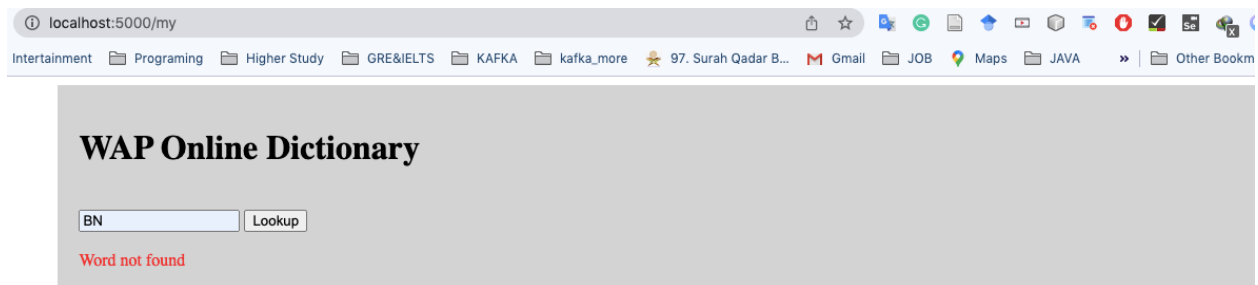 localhost:5000/my
Intertainment Programing Higher Study GRE&IELTS KAFKA kafka_more 97. Surah Qadar B... Gmail JOB Maps JAVA » Other Bookm
WAP Online Dictionary
BN Lookup
Word not found